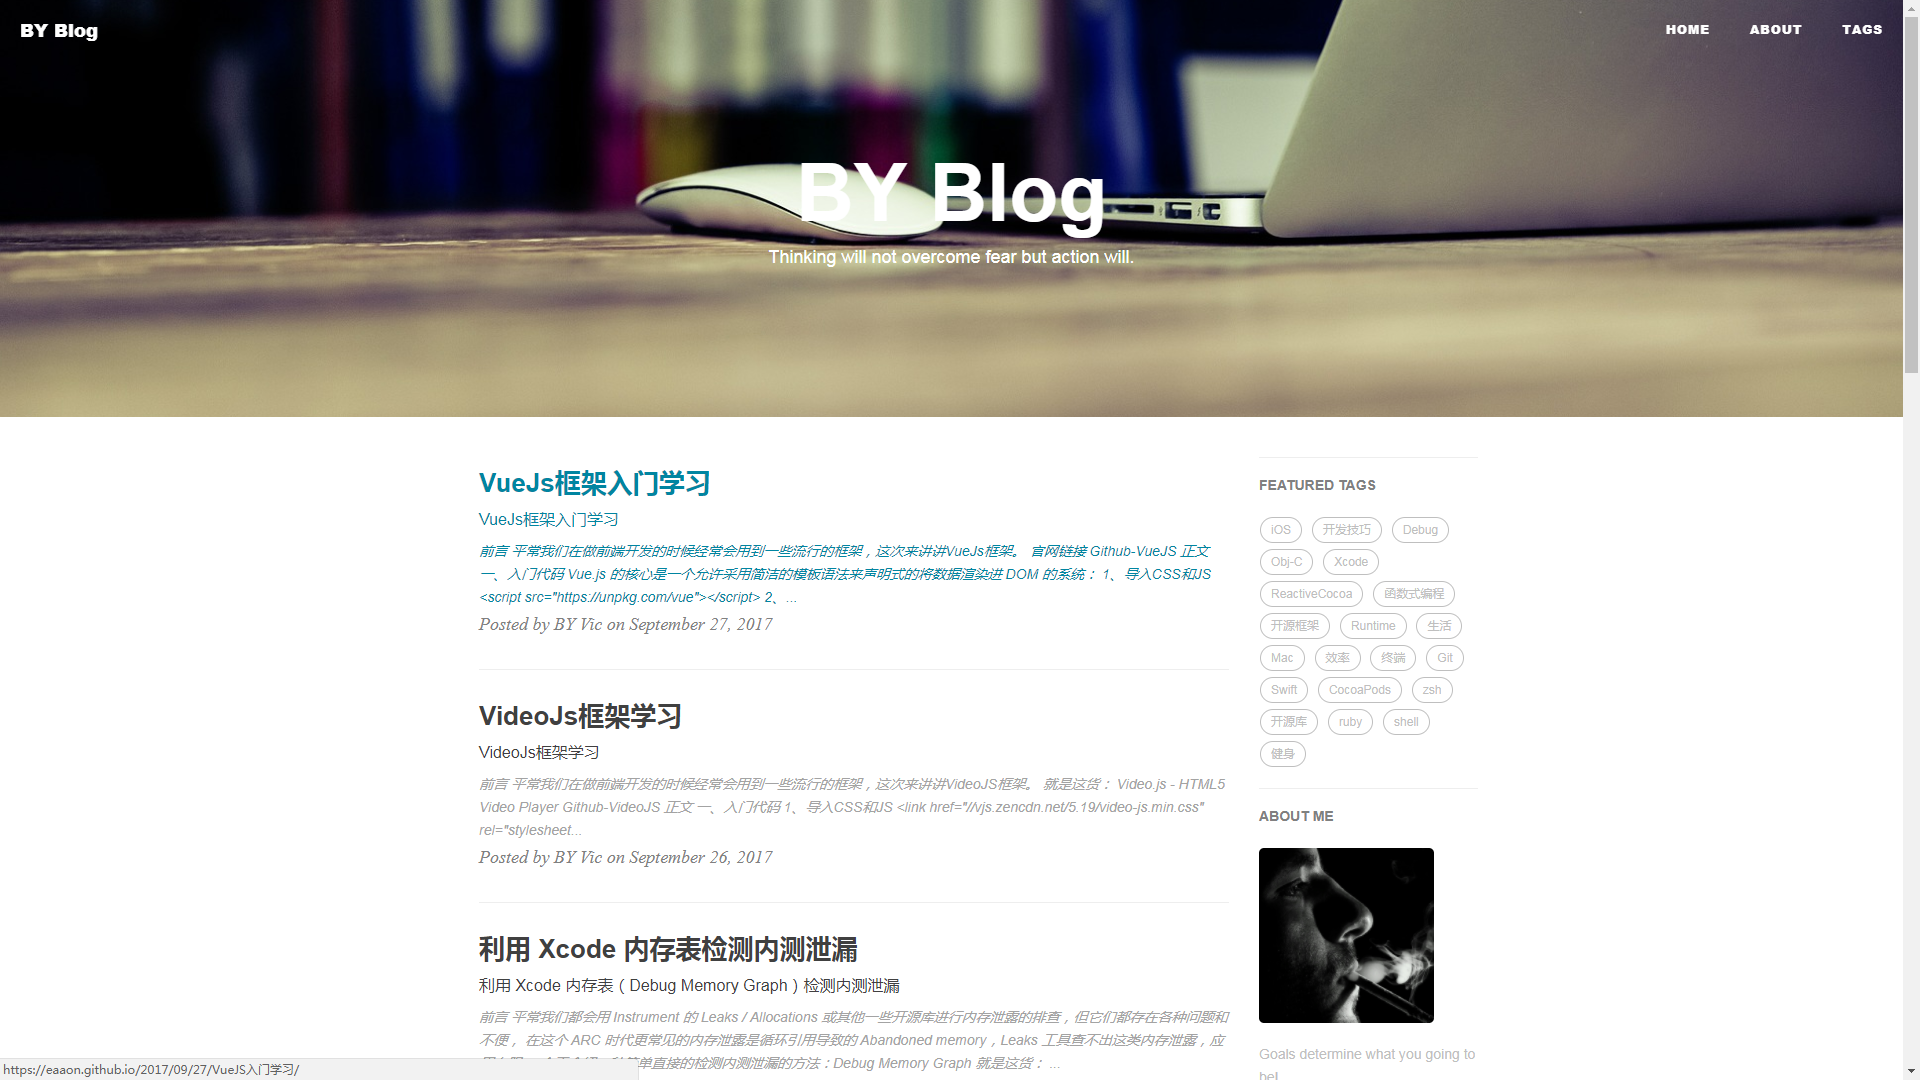 BY Blog
HOME ABOUT TAGS
BY Blog
Thinking will not overcome fear but action will.
VueJs框架入门学习
VueJs框架入门学习
前言 平常我们在做前端开发的时候经常会用到一些流行的框架，这次来讲讲VueJs框架。 官网链接 Github-VueJS 正文
一、入门代码 Vue.js 的核心是一个允许采用简洁的模板语法来声明式的将数据渲染进 DOM 的系统： 1、导入CSS和JS
<script src="https://unpkg.com/vue"></script> 2、...
Posted by BY Vic on September 27, 2017
VideoJs框架学习
VideoJs框架学习
前言 平常我们在做前端开发的时候经常会用到一些流行的框架，这次来讲讲VideoJS框架。 就是这货： Video.js - HTML5
Video Player Github-VideoJS 正文 一、入门代码 1、导入CSS和JS <link href="//vjs.zencdn.net/5.19/video-js.min.css"
rel="stylesheet...
Posted by BY Vic on September 26, 2017
利用 Xcode 内存表检测内测泄漏
利用 Xcode 内存表（Debug Memory Graph）检测内测泄漏
前言 平常我们都会用 Instrument 的 Leaks / Allocations 或其他一些开源库进行内存泄露的排查，但它们都存在各种问题和
不便， 在这个 ARC 时代更常见的内存泄露是循环引用导致的 Abandoned memory，Leaks 工具查不出这类内存泄露，应
单直接的检测内测泄漏的方法：Debug Memory Graph 就是这货： ...
FEATURED TAGS
iOS 开发技巧 Debug
Obj-C Xcode
ReactiveCocoa 函数式编程
开源框架 Runtime 生活
Mac 效率 终端 Git
Swift CocoaPods zsh
开源库 ruby shell
健身
ABOUT ME
Goals determine what you going to
be!
https://eaaon.github.io/2017/09/27/VueJS入门学习/